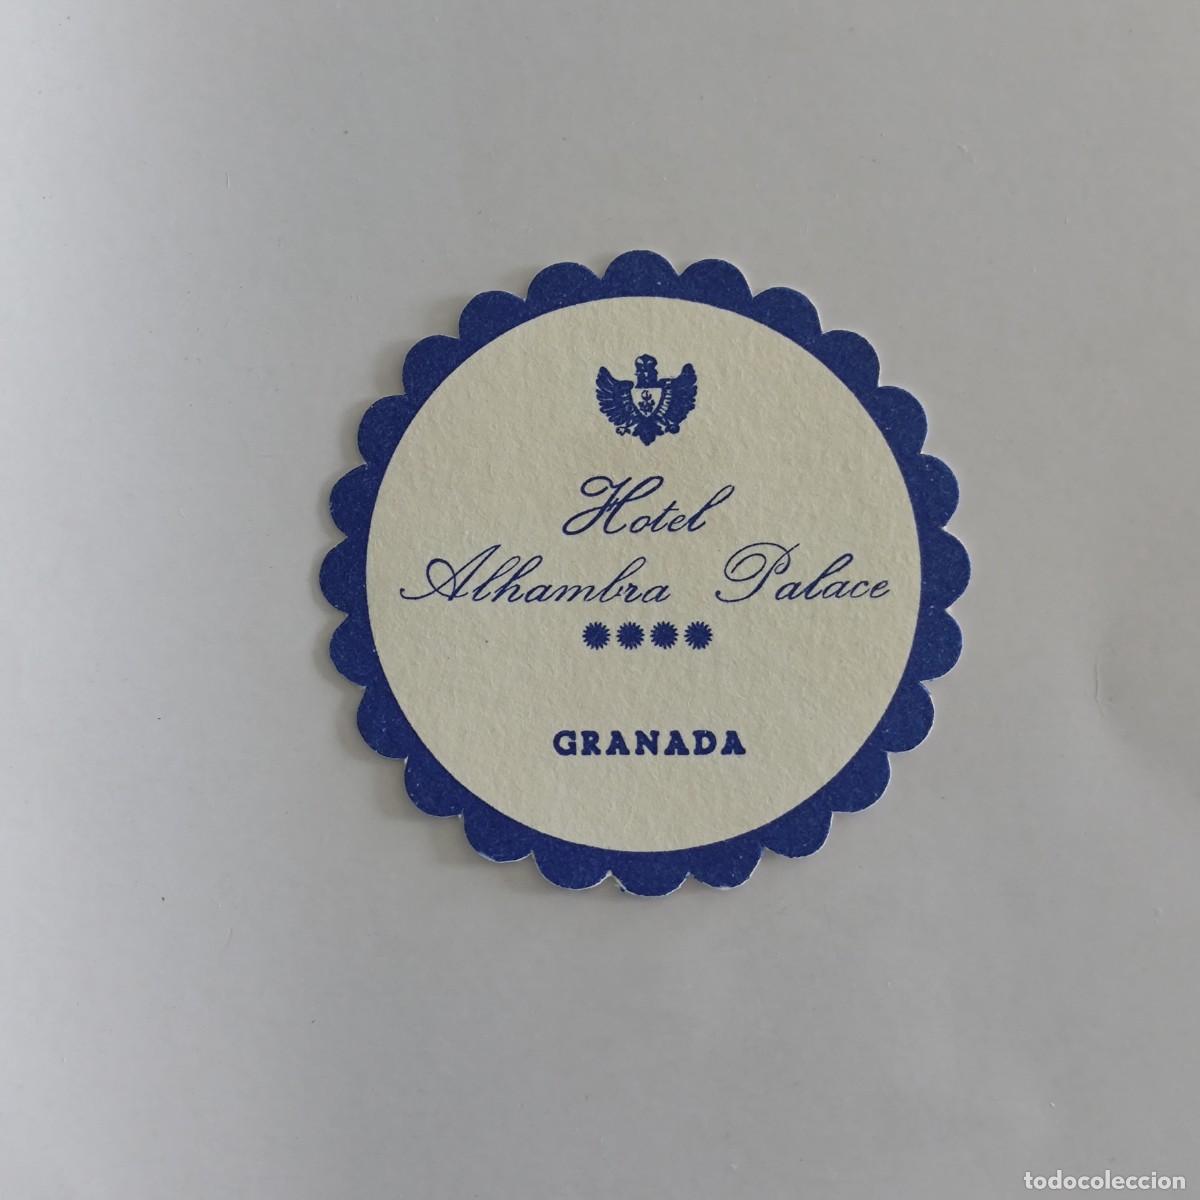 Hotel
Alhambra Palace
GRANADA
todocoleccion